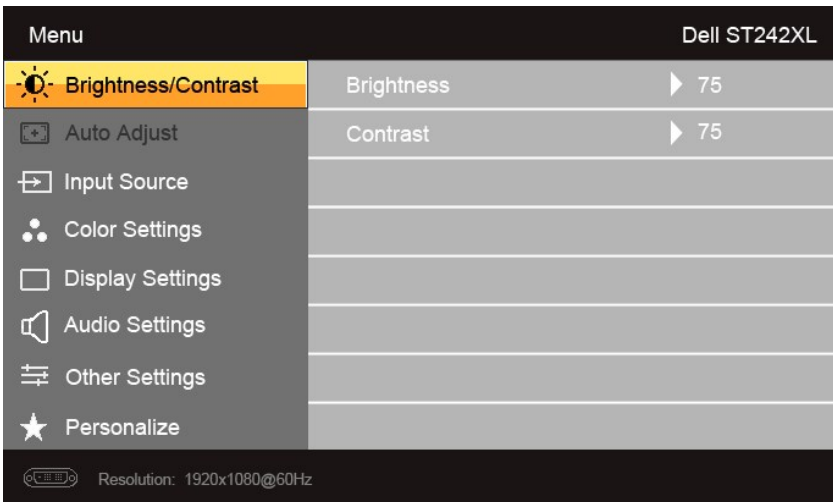 Menu Dell ST242XL
Brightness/Contrast Brightness 75
Auto Adjust Contrast 75
Input Source
Color Settings
Display Settings
Audio Settings
Other Settings
Personalize
Resolution: 1920x1080@60Hz